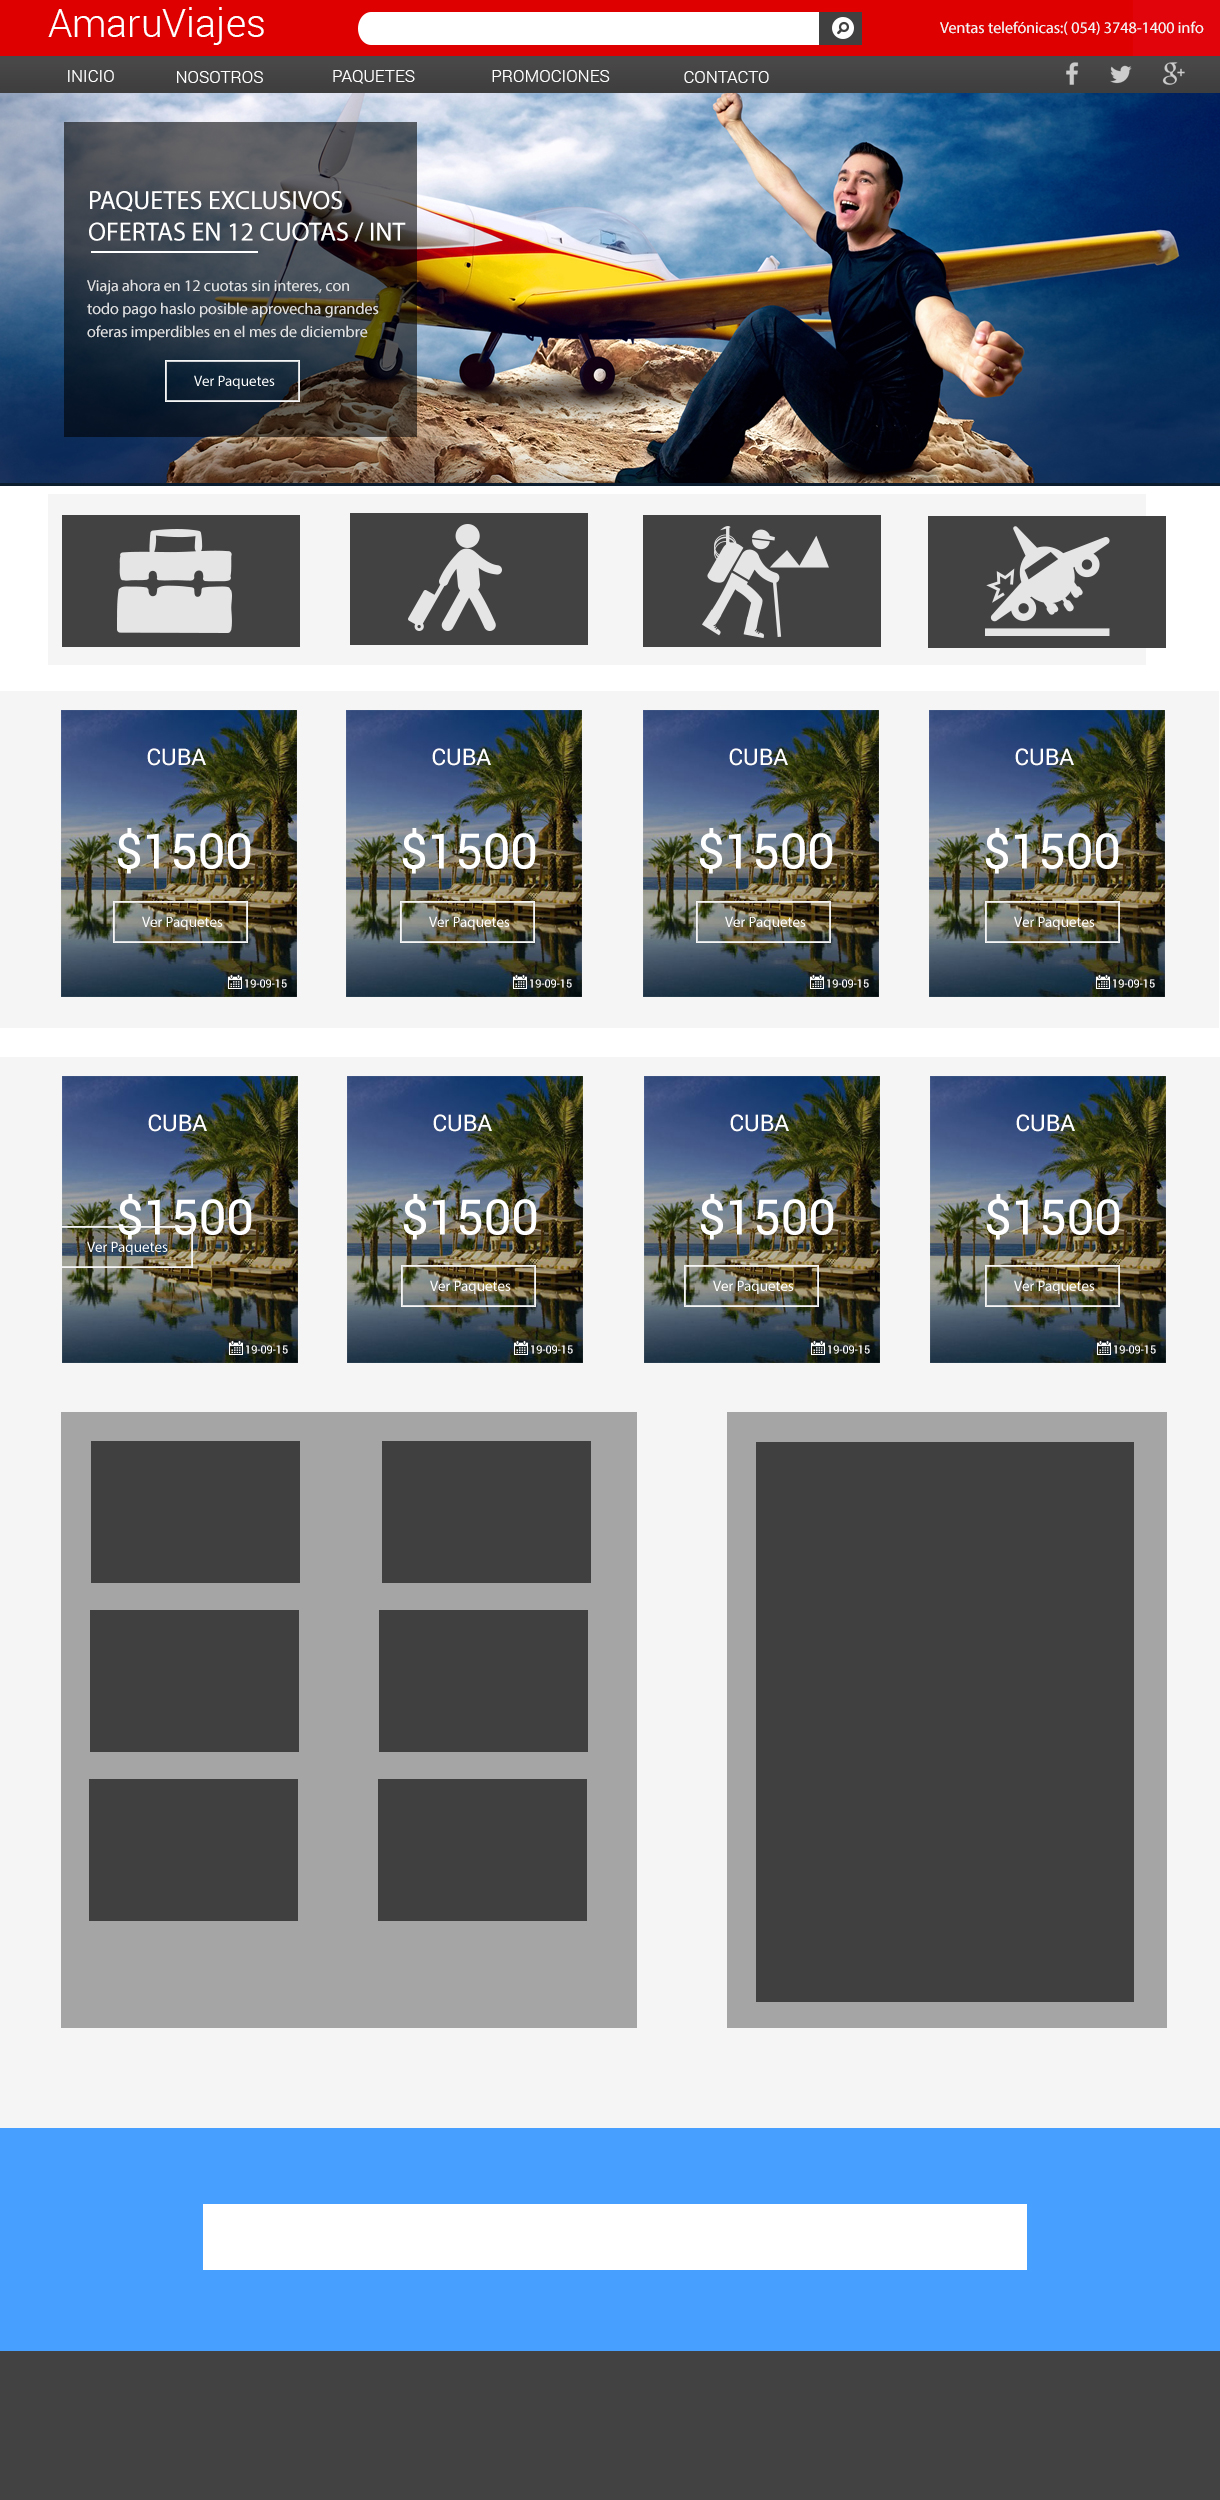 AmaruViajes
Ventas telefónicas:( 054) 3748-1400 info
INICIO
NOSOTROS
PAQUETES
PROMOCIONES
CONTACTO
PAQUETES EXCLUSIVOS
OFERTAS EN 12 CUOTAS / INT
Viaja ahora en 12 cuotas sin interes, con
todo pago haslo posible aprovecha grandes
oferas imperdibles en el mes de diciembre
Ver Paquetes
CUBA
$1500
Ver Paquetes
19-09-15
CUBA
$1500
Ver Paquetes
19-09-15
CUBA
$1500
Ver Paquetes
19-09-15
CUBA
$1500
Ver Paquetes
19-09-15
CUBA
$1500
Ver Paquetes
19-09-15
CUBA
$1500
Ver Paquetes
19-09-15
CUBA
$1500
Ver Paquetes
19-09-15
CUBA
$1500
Ver Paquetes
19-09-15